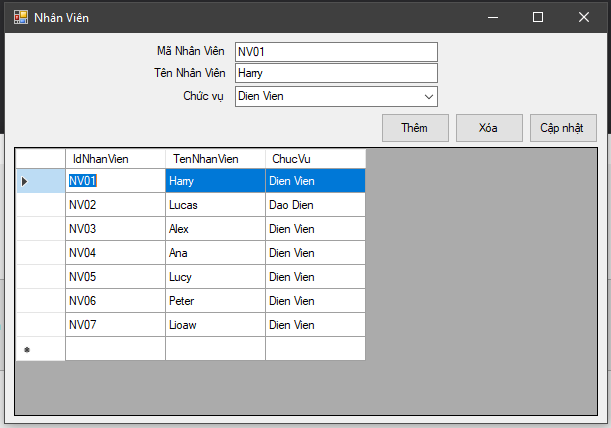 Nhân Viên
Mã Nhân Viên NV01
Tên Nhân Viên Harry
Chức vụ Dien Vien
Thêm Xóa Cập nhật
IdNhanVien TenNhanVien ChucVu
NV01 Harry Dien Vien
NV02 Lucas Dao Dien
NV03 Alex Dien Vien
NV04 Ana Dien Vien
NV05 Lucy Dien Vien
NV06 Peter Dien Vien
NV07 Lioaw Dien Vien